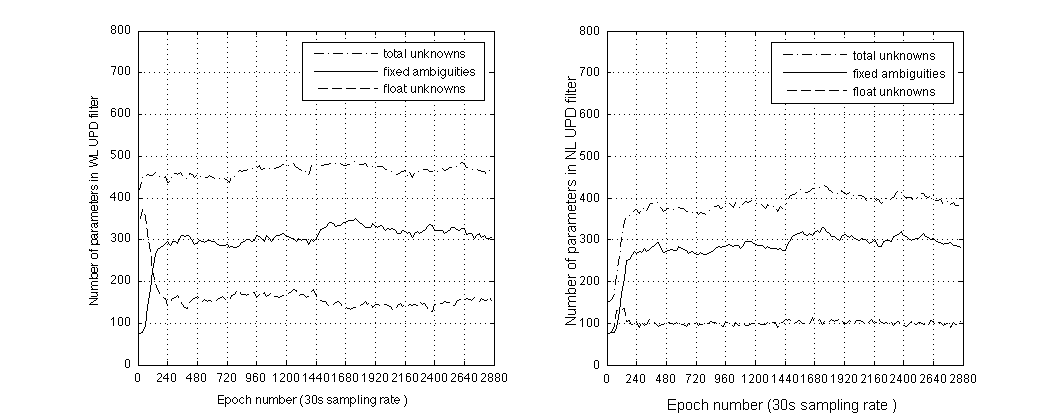 800
700
600
500
400
300
200
100
0
Number of parameters in WL UPD filter
total unknowns
fixed ambiguities
float unknowns
0 240 480 720 960 1200 1440 1680 1920 2160 2400 2640 2880
Epoch number (30s sampling rate )
800
700
600
500
400
300
200
100
0
Number of parameters in NL UPD filter
total unknowns
fixed ambiguities
float unknowns
0 240 480 720 960 1200 1440 1680 1920 2160 2400 2640 2880
Epoch number (30s sampling rate )